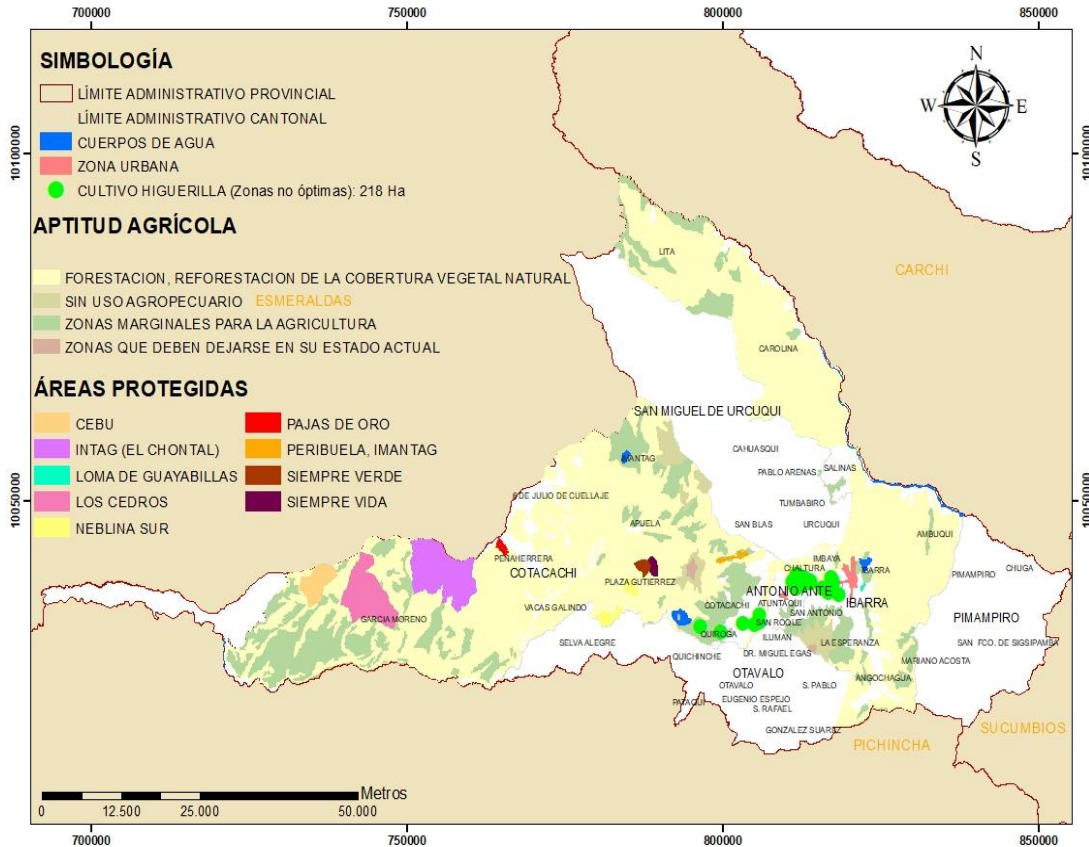 700000 750000 800000 850000
SIMBOLOGÍA
LÍMITE ADMINISTRATIVO PROVINCIAL
LÍMITE ADMINISTRATIVO CANTONAL
CUERPOS DE AGUA
ZONA URBANA
CULTIVO HIGUERILLA (Zonas no óptimas): 218 Ha
APTITUD AGRÍCOLA
FORESTACION, REFORESTACION DE LA COBERTURA VEGETAL NATURAL
SIN USO AGROPECUARIO
ESMERALDAS
ZONAS MARGINALES PARA LA AGRICULTURA
ZONAS QUE DEBEN DEJARSE EN SU ESTADO ACTUAL
ÁREAS PROTEGIDAS
CEBU
INTAG (EL CHONTAL)
LOMA DE GUAYABILLAS
LOS CEDROS
NEBLINA SUR
PAJAS DE ORO
PERIBUELA, IMANTAG
SIEMPRE VERDE
SIEMPRE VIDA
N
W E
S
10100000 10100000
10050000 10050000
LITA
CARCHI
CAROLINA
SAN MIGUEL DE URCUQUI
CAHUASQUI
IMANTAG
PABLO ARENAS
SALINAS
6 DE JULIO DE CUELLAJE
TUMBABIRO
APUELA
SAN BLAS
URCUQUI
AMBUQUI
PEÑAHERRERA
IMBAYA
CHALTURA
IBARRA
COTACACHI
PLAZA GUTIERREZ
PIMAMPIRO
CHUGA
ANTONIO ANTE
VACAS GALINDO
COTACACHI
ATUNTAQUI
IBARRA
GARCIA MORENO
SAN ANTONIO
PIMAMPIRO
SAN ROQUE
QUIROGA
ILUMAN
SELVA ALEGRE
LA ESPERANZA
SAN FCO. DE SIGSIPAMBA
QUICHINCHE
DR. MIGUEL EGAS
MARIANO ACOSTA
OTAVALO
ANGOCHAGUA
OTAVALO
S. PABLO
EUGENIO ESPEJO
PATAQUI
S. RAFAEL
GONZALEZ SUAREZ
SUCUMBIOS
PICHINCHA
Metros
0 12.500 25.000 50.000
700000 750000 800000 850000